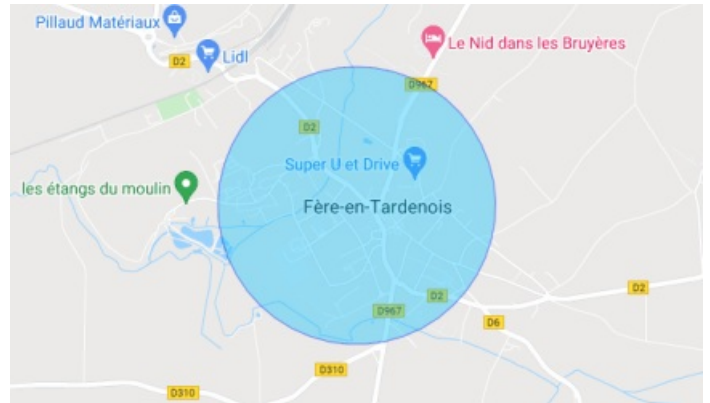 Pillaud Matériaux
Le Nid dans les Bruyères
Lidl
D2
D967
D2
Super U et Drive
les étangs du moulin
Fère-en-Tardenois
D2
D2
D967
D6
D310
D310